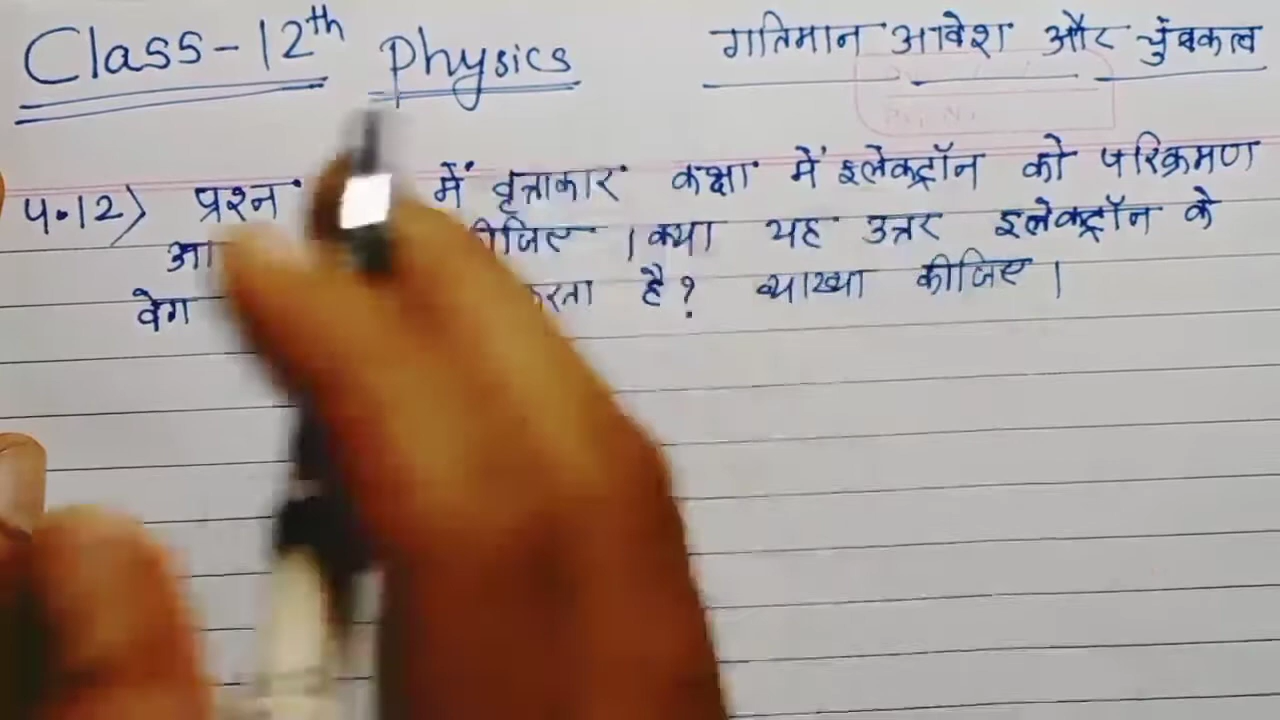 Class-12th Physics
गतिमान आवेश और चुंबकत्व
4.12) प्रश्न में वृत्ताकार कक्षा में इलेक्ट्रॉन की परिक्रमण
कीजिए । क्या यह उत्तर इलेक्ट्रॉन के
वेग करता है? व्याख्या कीजिए ।